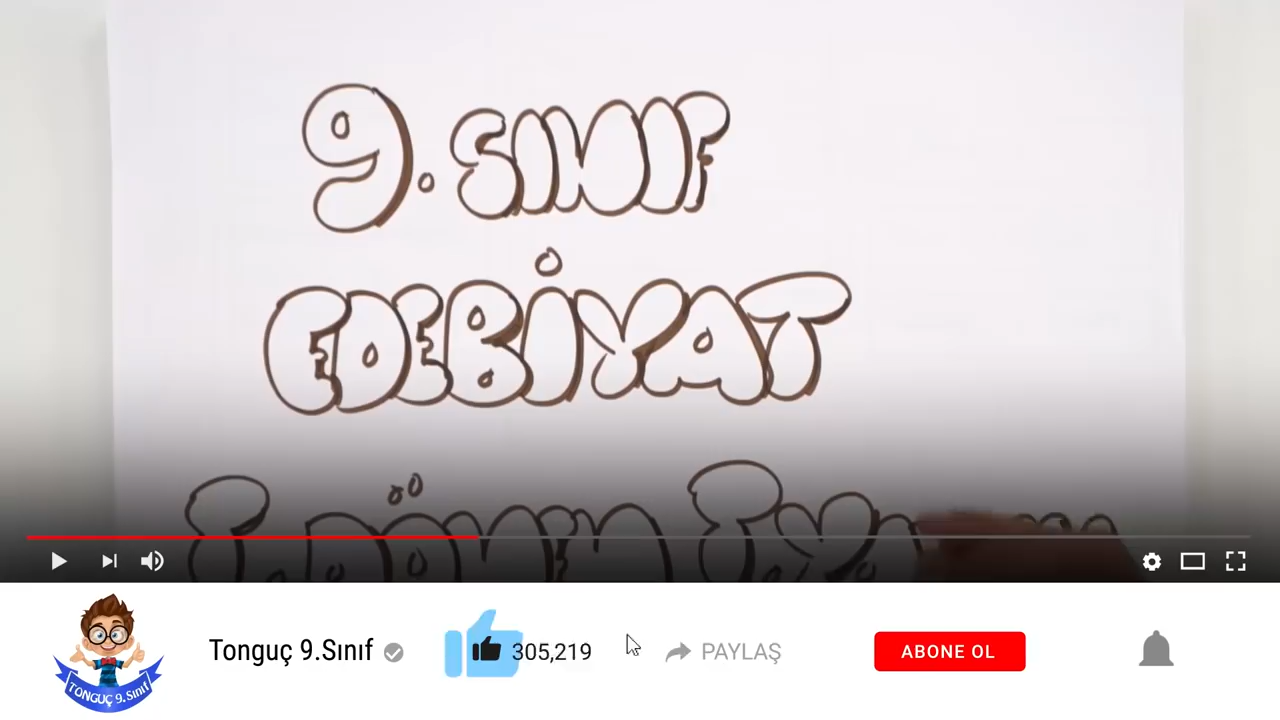 9. SINIF
EDEBİYAT
Tonguç 9.Sınıf
305,219
PAYLAŞ
ABONE OL
TONGUÇ 9.Sınıf